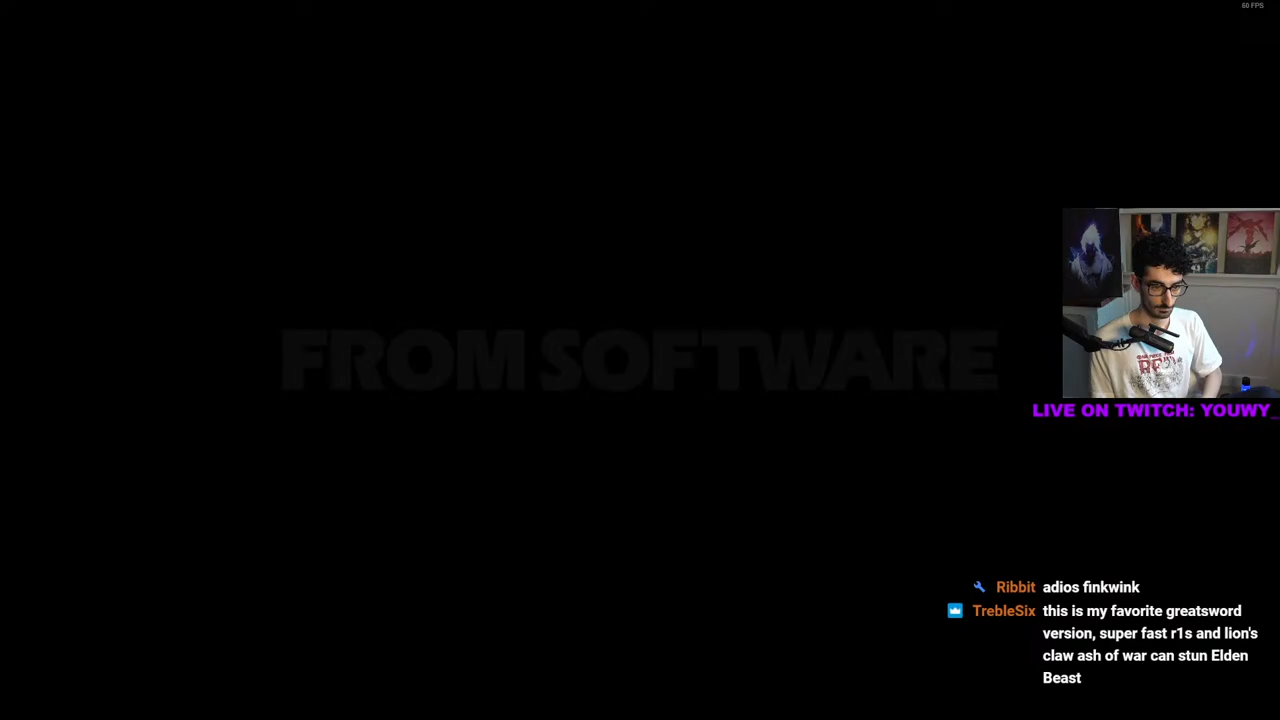 60 FPS
FROM SOFTWARE
LIVE ON TWITCH: YOUWY_
Ribbit adios finkwink
TrebleSix this is my favorite greatsword
version, super fast r1s and lion's
claw ash of war can stun Elden
Beast